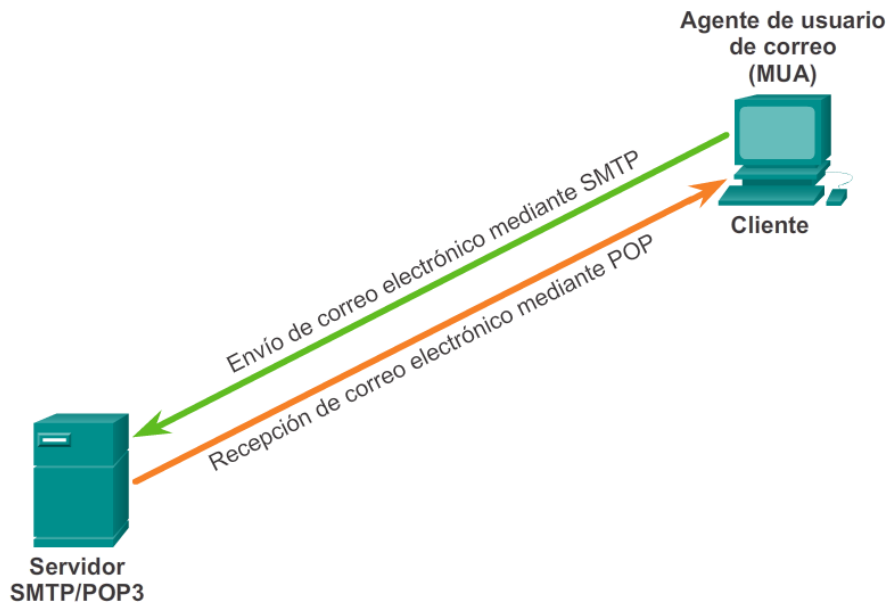 Agente de usuario
de correo
(MUA)
Cliente
Envío de correo electrónico mediante SMTP
Recepción de correo electrónico mediante POP
Servidor
SMTP/POP3